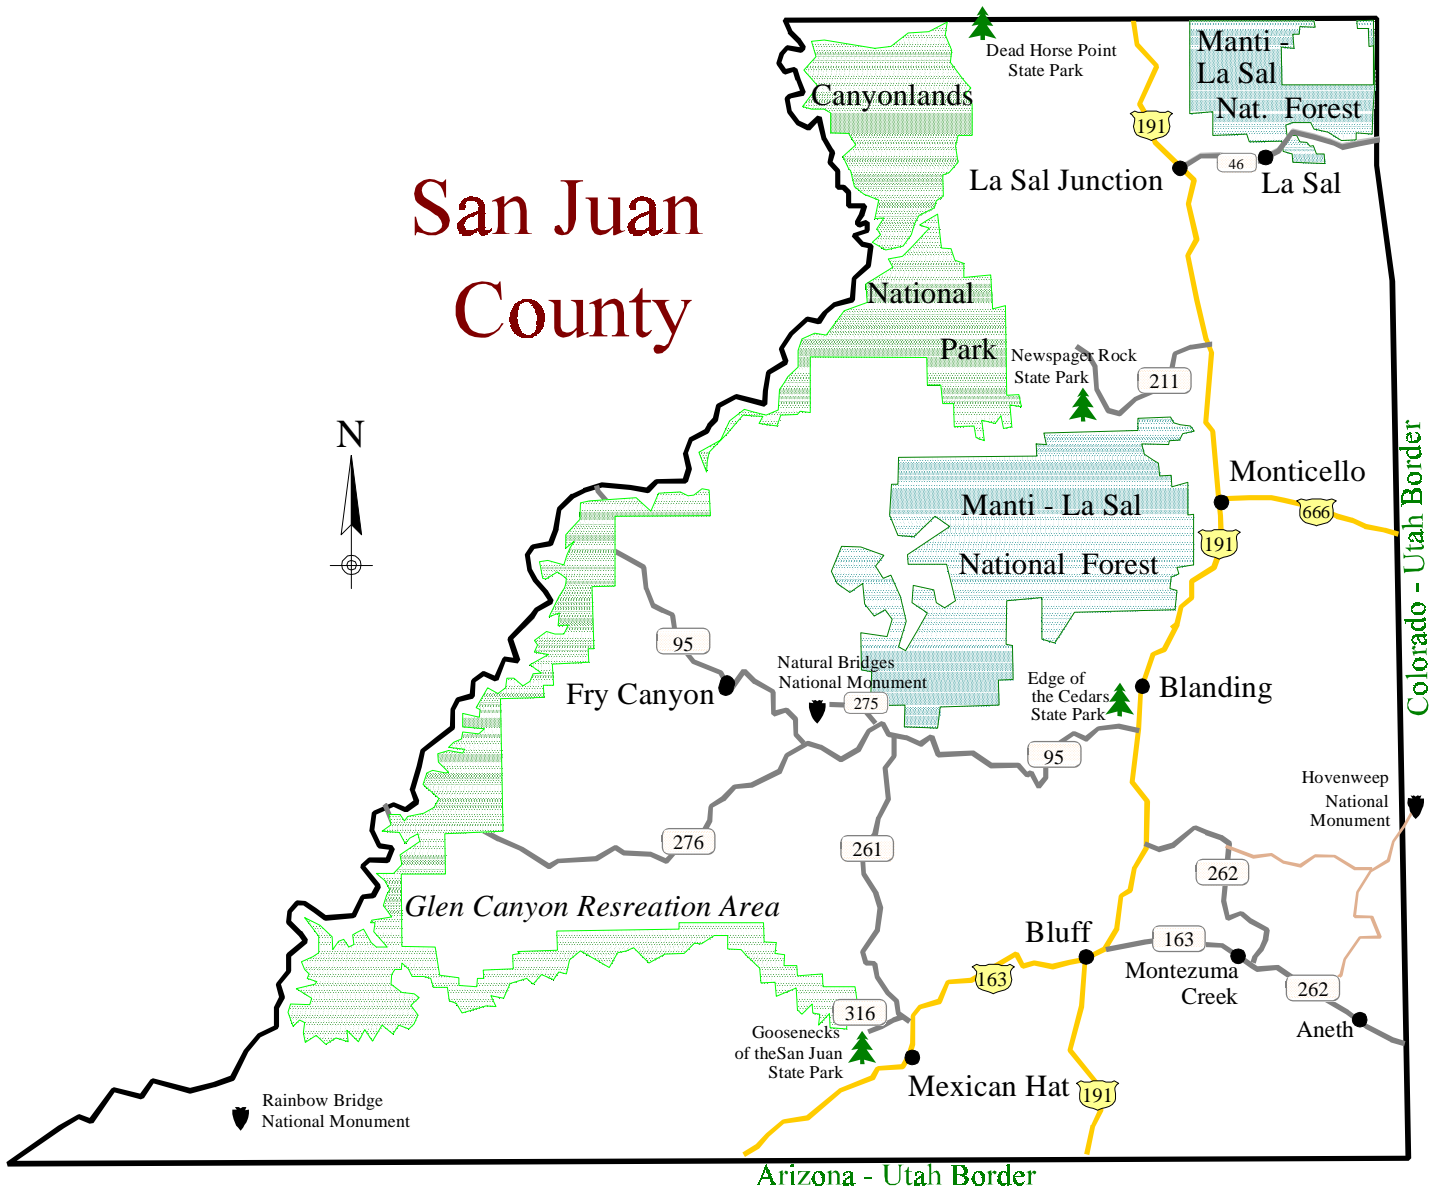 Dead Horse Point
State Park
Manti -
La Sal
Nat. Forest
Canyonlands
191
46
La Sal Junction
La Sal
San Juan
County
National
Park
Newspager Rock
State Park
211
N
Monticello
Manti - La Sal
666
191
National Forest
Colorado - Utah Border
95
Natural Bridges
National Monument
Fry Canyon
275
Edge of
the Cedars
State Park
Blanding
95
Hovenweep
National
Monument
276
261
262
Glen Canyon Resreation Area
Bluff
163
163
Montezuma
Creek
262
316
Goosenecks
of theSan Juan
State Park
Aneth
Mexican Hat
191
Rainbow Bridge
National Monument
Arizona - Utah Border